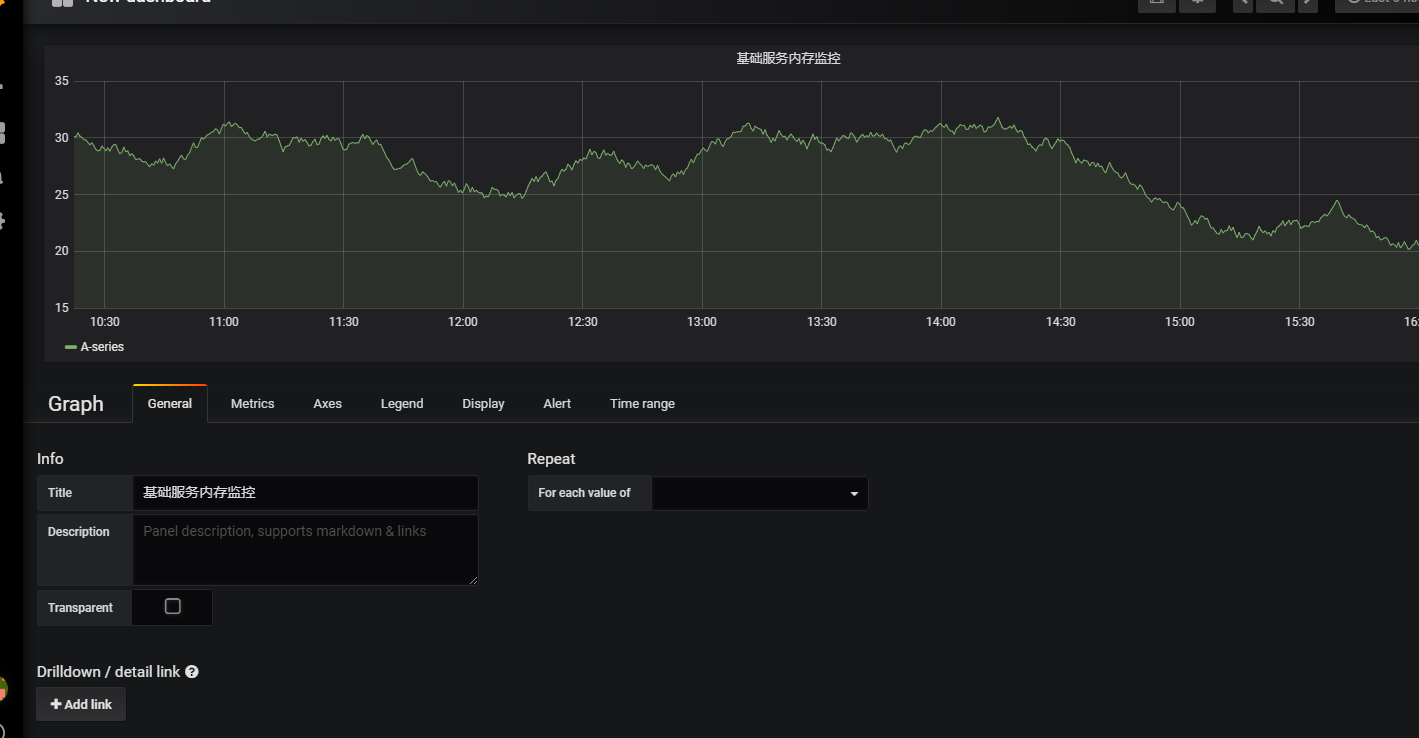 New dashboard
基础服务内存监控
35
30
25
20
15
10:30 11:00 11:30 12:00 12:30 13:00 13:30 14:00 14:30 15:00 15:30
A-series
Graph General Metrics Axes Legend Display Alert Time range
Info Repeat
Title 基础服务内存监控 For each value of
Description Panel description, supports markdown & links
Transparent
Drilldown / detail link ?
Add link